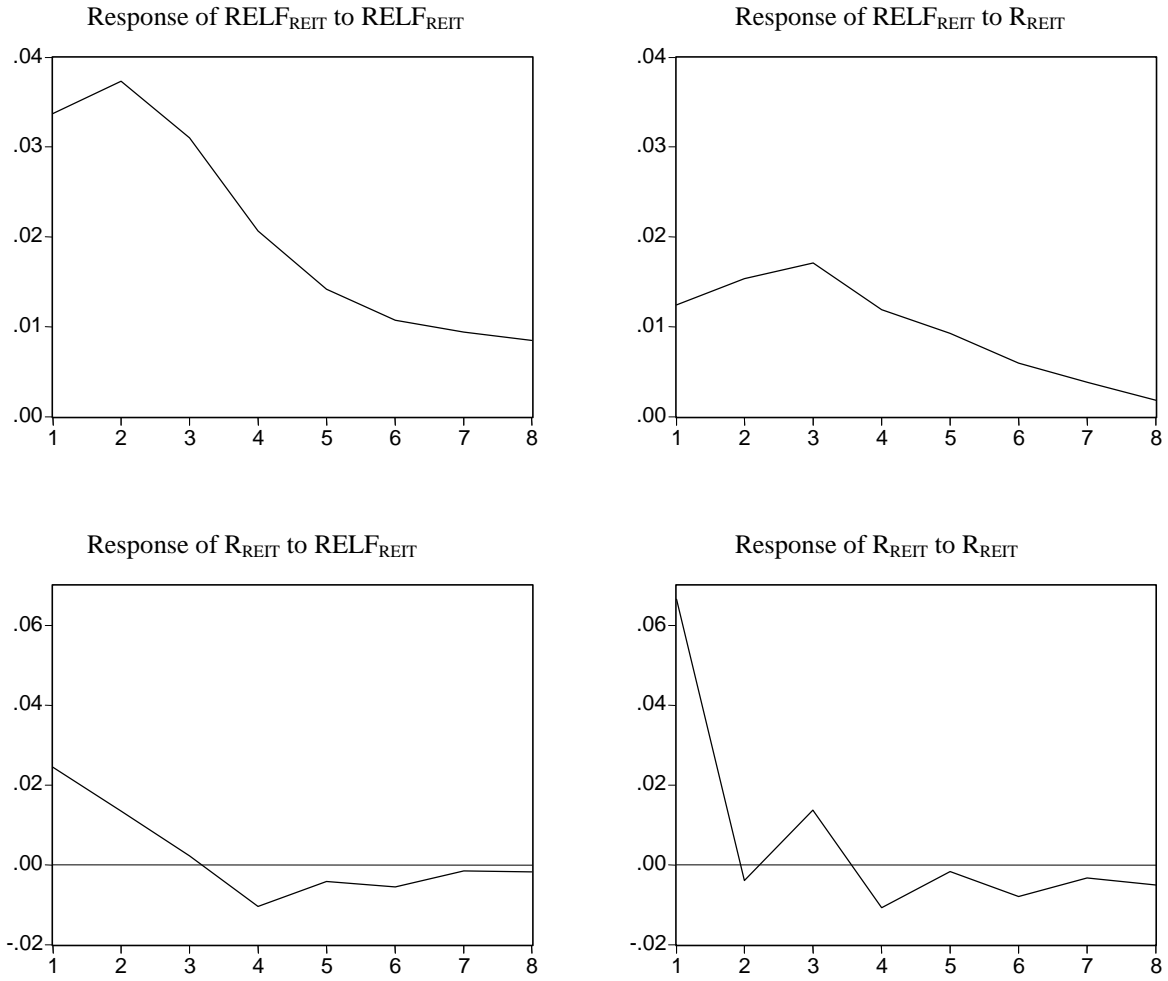 Response of RELF_REIT to RELF_REIT
.04
.03
.02
.01
.00
1 2 3 4 5 6 7 8
Response of RELF_REIT to R_REIT
.04
.03
.02
.01
.00
1 2 3 4 5 6 7 8
Response of R_REIT to RELF_REIT
.06
.04
.02
.00
-.02
1 2 3 4 5 6 7 8
Response of R_REIT to R_REIT
.06
.04
.02
.00
-.02
1 2 3 4 5 6 7 8